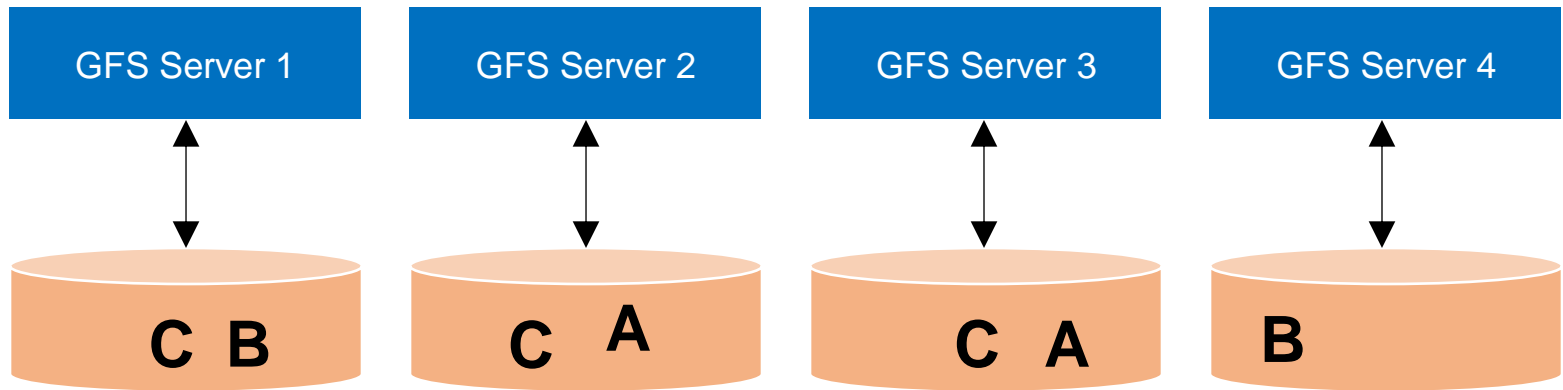 GFS Server 1 GFS Server 2 GFS Server 3 GFS Server 4
C B C A C A B